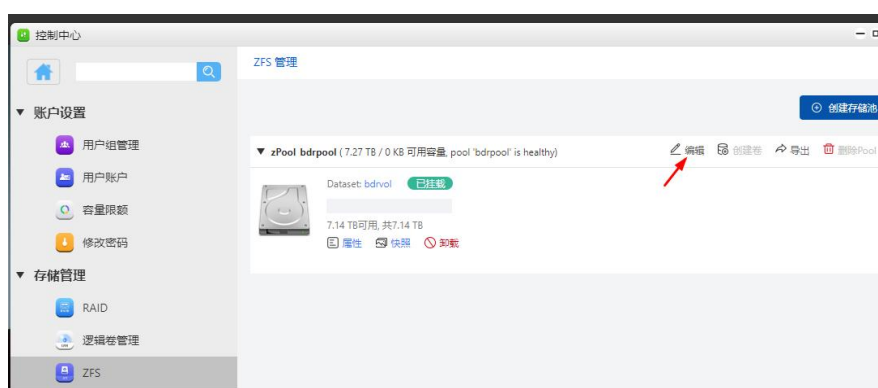 控制中心
ZFS 管理
创建存储池
账户设置
用户组管理
用户账户
容量限额
修改密码
存储管理
RAID
逻辑卷管理
ZFS
zPool bdrpool ( 7.27 TB / 0 KB 可用容量, pool 'bdrpool' is healthy)
编辑 创建卷 导出 删除Pool
Dataset: bdrvol 已挂载
7.14 TB可用, 共7.14 TB
属性 快照 卸载